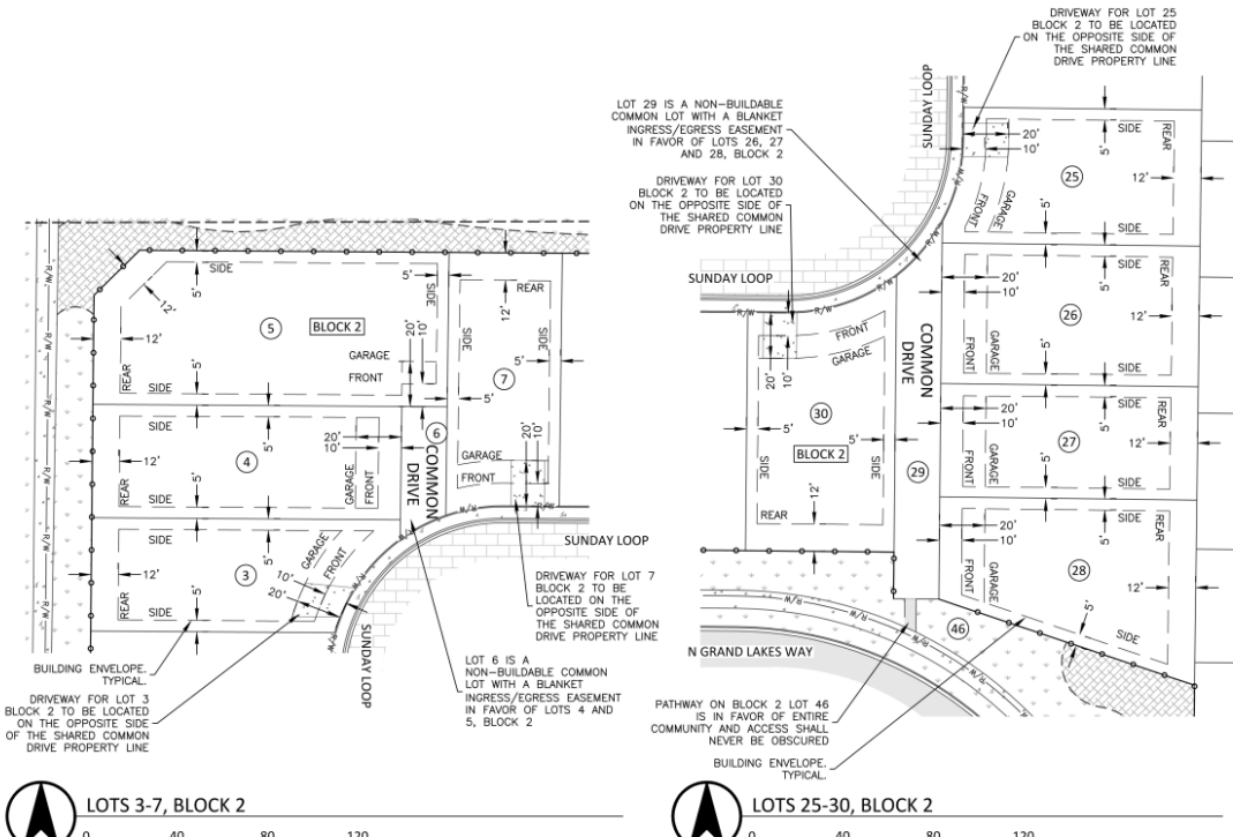 DRIVEWAY FOR LOT 25
BLOCK 2 TO BE LOCATED
ON THE OPPOSITE SIDE OF
THE SHARED COMMON
DRIVE PROPERTY LINE
LOT 29 IS A NON-BUILDABLE
COMMON LOT WITH A BLANKET
INGRESS/EGRESS EASEMENT
IN FAVOR OF LOTS 26, 27
AND 28, BLOCK 2
DRIVEWAY FOR LOT 30
BLOCK 2 TO BE LOCATED
ON THE OPPOSITE SIDE OF
THE SHARED COMMON
DRIVE PROPERTY LINE
R/W
R/W
R/W
R/W
R/W
SIDE
5'
12'
12'
5
BLOCK 2
REAR
SIDE
5'
GARAGE
FRONT
20'
10'
5'
SIDE
SIDE
REAR
12'
SIDE
5'
7
5'
20'
10'
GARAGE
FRONT
SIDE
5'
4
12'
REAR
SIDE
20'
10'
GARAGE
FRONT
6
COMMON
DRIVE
SIDE
5'
3
12'
REAR
SIDE
5'
GARAGE
FRONT
10'
20'
R/W
R/W
SUNDAY LOOP
SUNDAY LOOP
BUILDING ENVELOPE.
TYPICAL.
DRIVEWAY FOR LOT 3
BLOCK 2 TO BE LOCATED
ON THE OPPOSITE SIDE
OF THE SHARED COMMON
DRIVE PROPERTY LINE
DRIVEWAY FOR LOT 7
BLOCK 2 TO BE
LOCATED ON THE
OPPOSITE SIDE OF
THE SHARED COMMON
DRIVE PROPERTY LINE
LOT 6 IS A
NON-BUILDABLE COMMON
LOT WITH A BLANKET
INGRESS/EGRESS EASEMENT
IN FAVOR OF LOTS 4 AND
5, BLOCK 2
SUNDAY LOOP
R/W
R/W
R/W
R/W
R/W
SUNDAY LOOP
20'
10'
SIDE
5'
REAR
12'
25
FRONT
GARAGE
5'
SIDE
20'
10'
SIDE
REAR
12'
26
FRONT
GARAGE
5'
SIDE
COMMON
DRIVE
20'
10'
SIDE
5'
REAR
12'
27
FRONT
GARAGE
5'
SIDE
29
20'
10'
SIDE
5'
REAR
12'
28
FRONT
GARAGE
5'
SIDE
FRONT
GARAGE
20'
10'
30
5'
5'
BLOCK 2
SIDE
SIDE
12'
REAR
R/W
R/W
R/W
46
N GRAND LAKES WAY
PATHWAY ON BLOCK 2 LOT 46
IS IN FAVOR OF ENTIRE
COMMUNITY AND ACCESS SHALL
NEVER BE OBSCURED
BUILDING ENVELOPE.
TYPICAL.
LOTS 3-7, BLOCK 2
0 40 80 120
LOTS 25-30, BLOCK 2
0 40 80 120